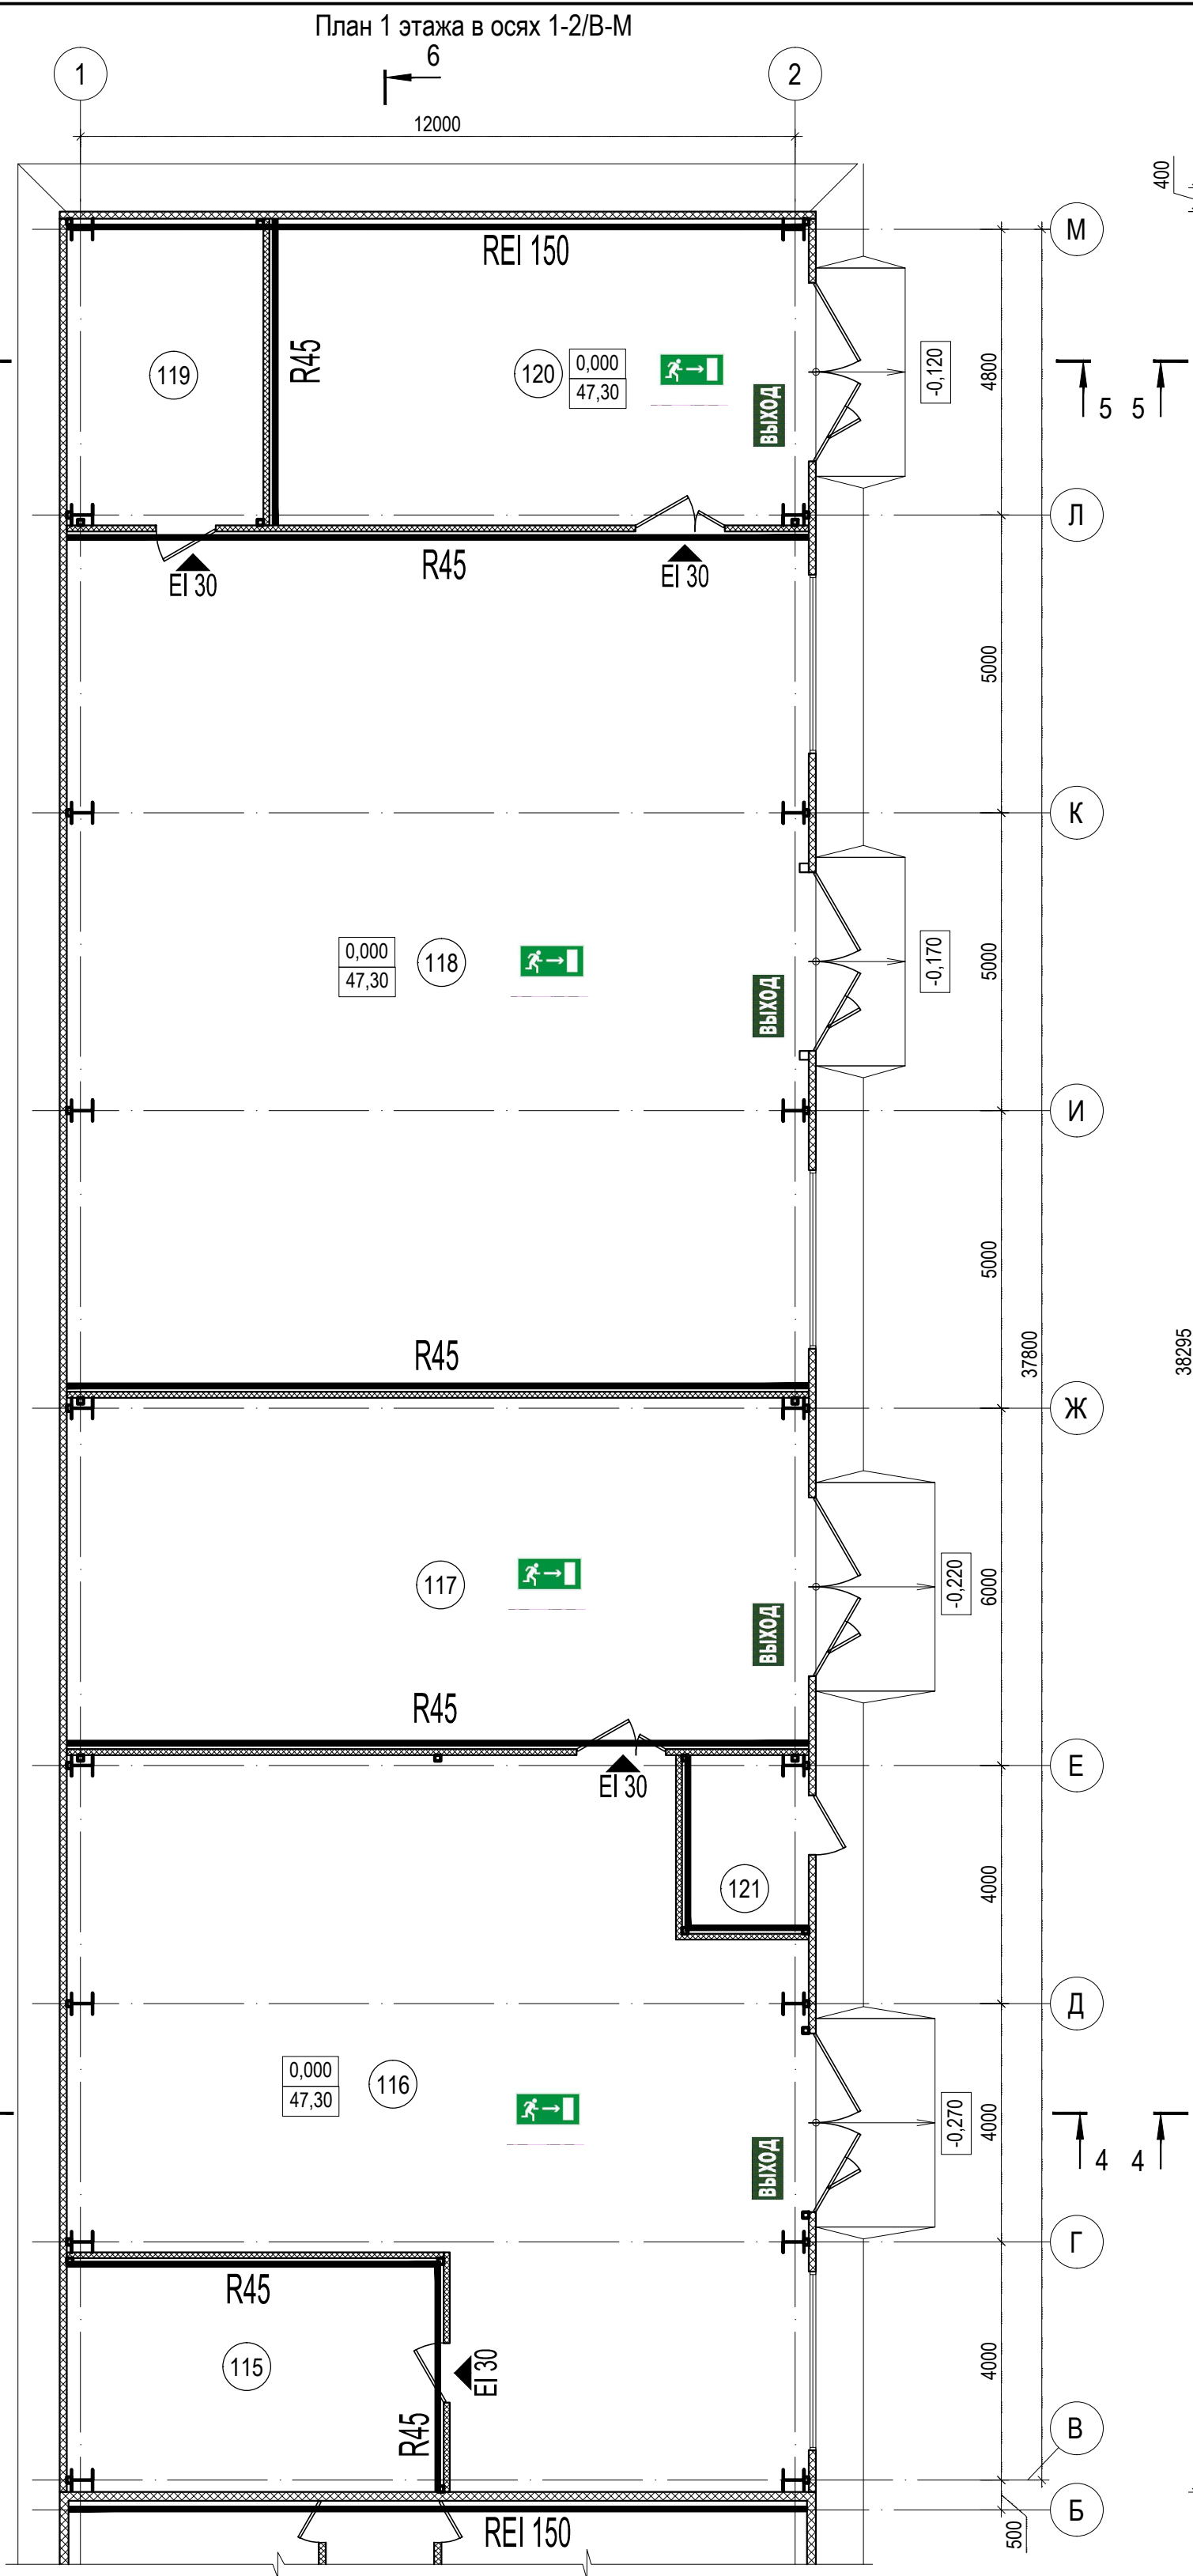 План 1 этажа в осях 1-2/В-М
6
1
2
12000
400
М
REI 150
R45
119
120
0,000
47,30
ВЫХОД
-0,120
4800
5 5
Л
R45
EI 30
EI 30
5000
К
0,000
47,30
118
ВЫХОД
-0,170
5000
И
5000
R45
37800
38295
Ж
117
ВЫХОД
-0,220
6000
R45
EI 30
Е
121
4000
Д
0,000
47,30
116
ВЫХОД
-0,270
4000
4 4
Г
R45
115
EI 30
R45
4000
В
Б
REI 150
500